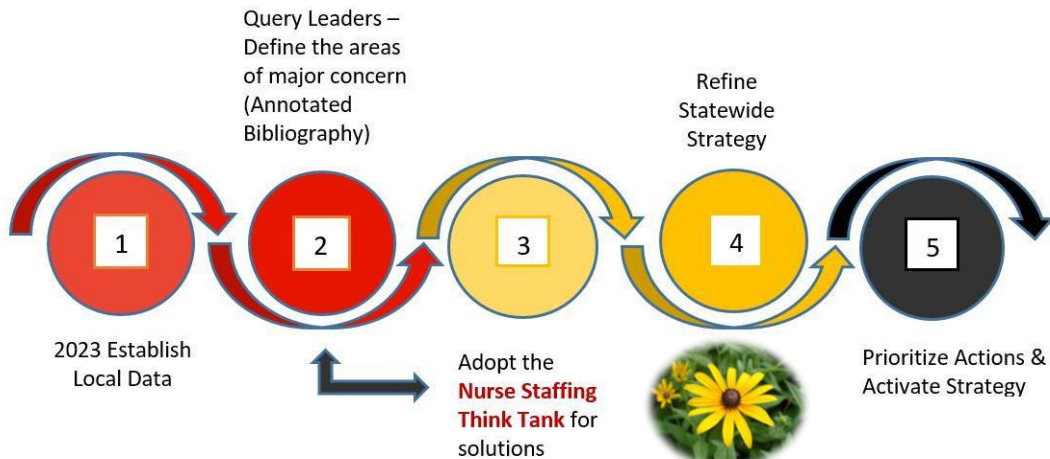 Query Leaders –
Define the areas
of major concern
(Annotated
Bibliography)
Refine
Statewide
Strategy
1
2
3
4
5
2023 Establish
Local Data
Adopt the
Nurse Staffing
Think Tank for
solutions
Prioritize Actions &
Activate Strategy